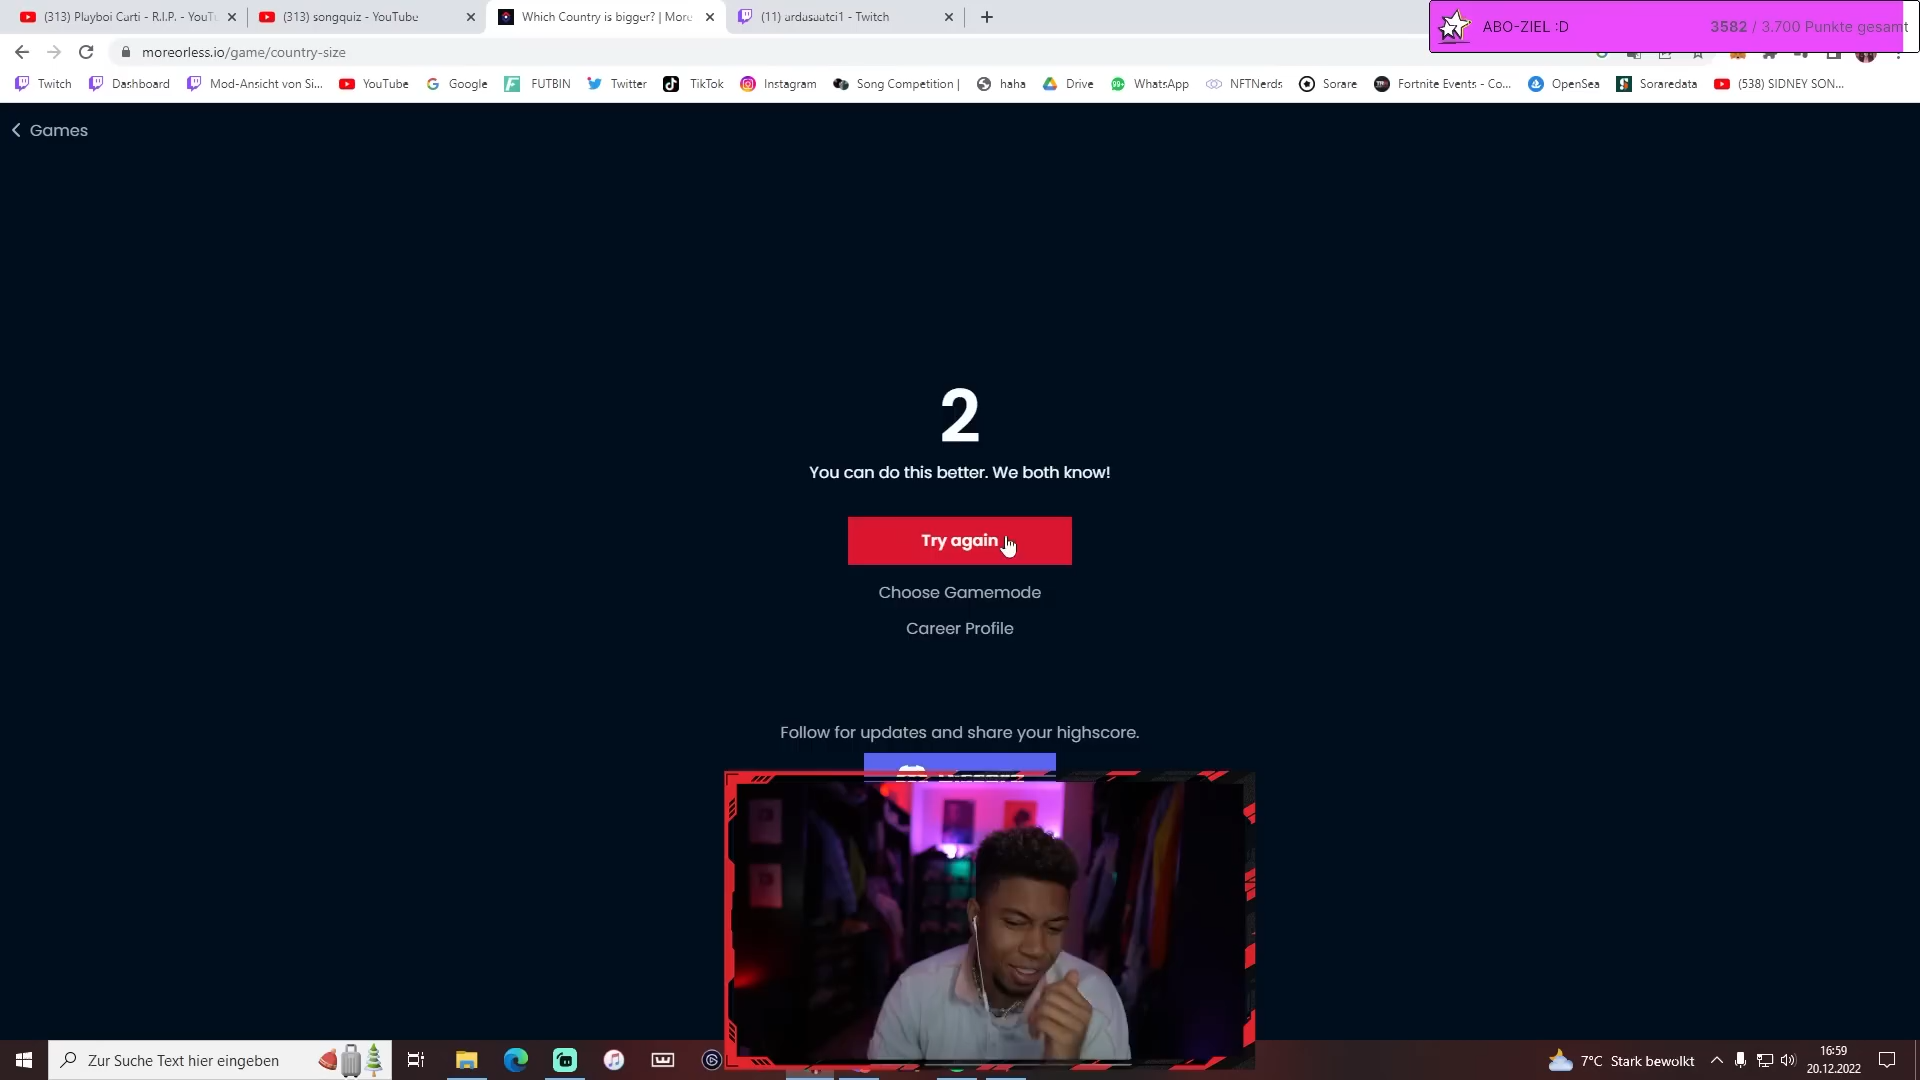 (313) Playboi Carti - R.I.P. - YouTu
(313) songquiz - YouTube
Which Country is bigger? | More
(11) ardasaatci1 - Twitch
ABO-ZIEL :D
3582 / 3.700 Punkte gesamt
moreorless.io/game/country-size
Twitch
Dashboard
Mod-Ansicht von Si...
YouTube
Google
FUTBIN
Twitter
TikTok
Instagram
Song Competition |
haha
Drive
WhatsApp
NFTNerds
Sorare
Fortnite Events - Co...
OpenSea
Soraredata
(538) SIDNEY SON...
Games
2
You can do this better. We both know!
Try again
Choose Gamemode
Career Profile
Follow for updates and share your highscore.
Zur Suche Text hier eingeben
7°C Stark bewolkt
16:59
20.12.2022